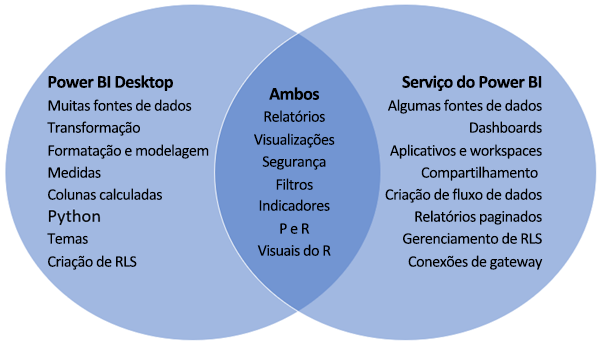 Power BI Desktop
Muitas fontes de dados
Transformação
Formatação e modelagem
Medidas
Colunas calculadas
Python
Temas
Criação de RLS
Ambos
Relatórios
Visualizações
Segurança
Filtros
Indicadores
P e R
Visuais do R
Serviço do Power BI
Algumas fontes de dados
Dashboards
Aplicativos e workspaces
Compartilhamento
Criação de fluxo de dados
Relatórios paginados
Gerenciamento de RLS
Conexões de gateway